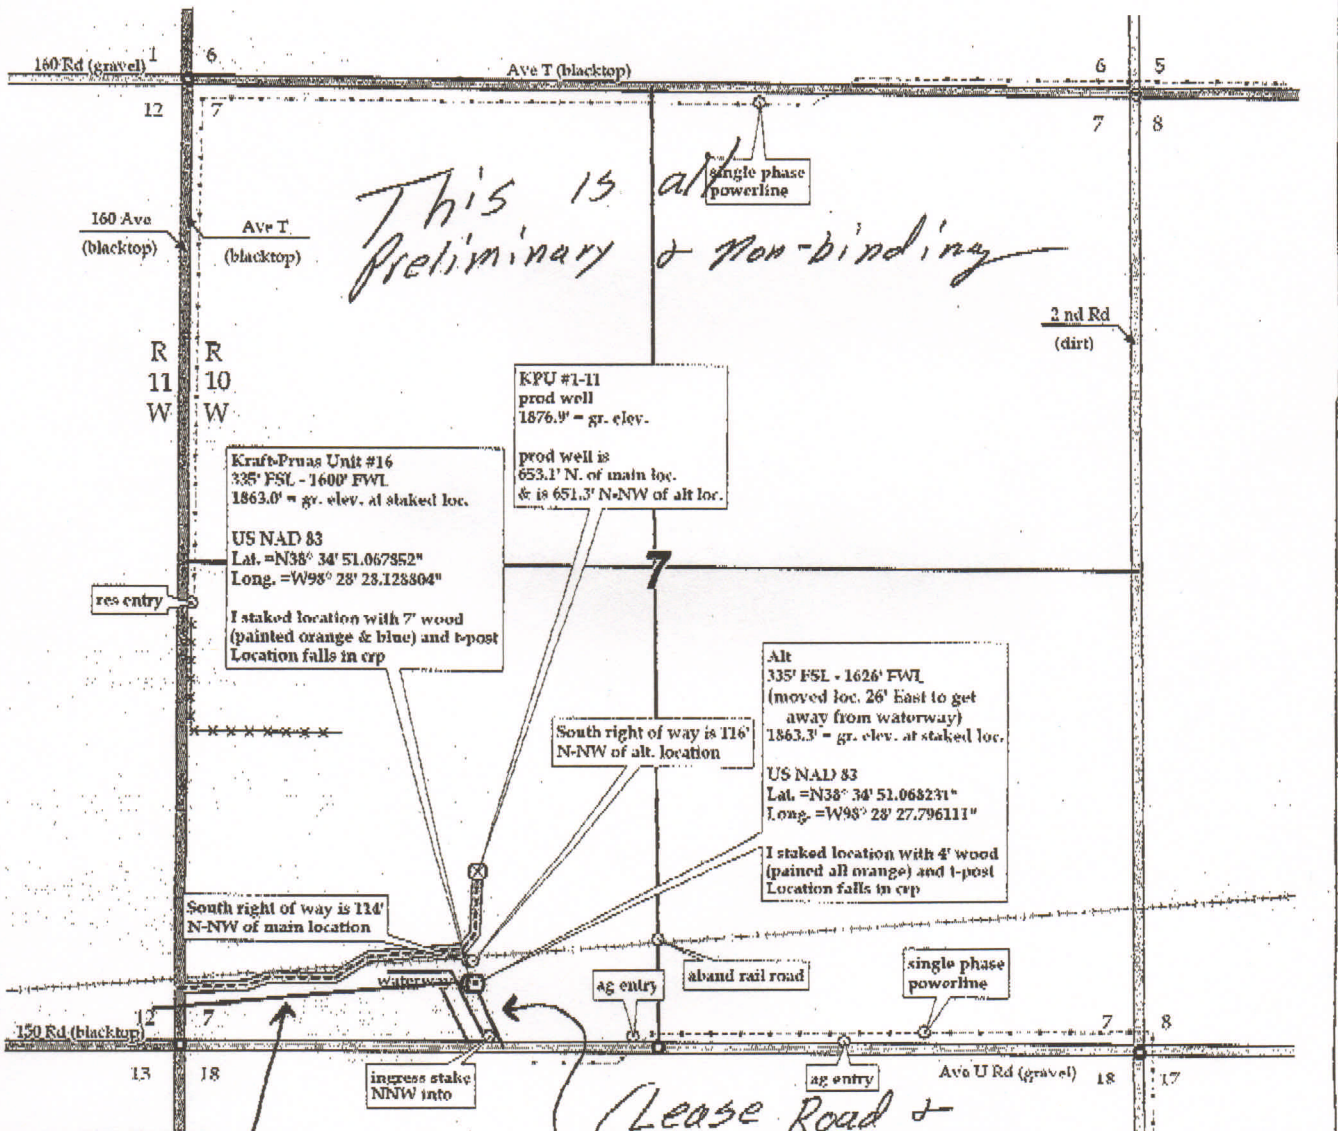 1 6
160 Rd (gravel)
Ave T (blacktop)
6 5
12 7
7 8
This is all
single phase
powerline
Preliminary & Non-binding
160 Ave
(blacktop)
Ave T
(blacktop)
2 nd Rd
(dirt)
R R
11 10
W W
KPU #1-11
prod well
1876.9' = gr. elev.
prod well is
653.1' N. of main loc.
& is 651.3' N-NW of alt loc.
Kraft-Pruas Unit #16
335' FSL - 1600' FWL
1863.0' = gr. elev. at staked loc.
US NAD 83
Lat. =N38° 34' 51.067852"
Long. =W98° 28' 28.128804"
I staked location with 7' wood
(painted orange & blue) and t-post
Location falls in crp
7
res entry
Alt
335' FSL - 1626' FWL
(moved loc. 26' East to get
away from waterway)
1863.3' = gr. elev. at staked loc.
US NAD 83
Lat. =N38° 34' 51.068231"
Long. =W98° 28' 27.796111"
I staked location with 4' wood
(pained all orange) and t-post
Location falls in crp
South right of way is 116'
N-NW of alt. location
South right of way is 114'
N-NW of main location
waterway
aband rail road
single phase
powerline
ag entry
12 7
150 Rd (blacktop)
7 8
13 18
ingress stake
NNW into
ag entry
Ave U Rd (gravel)
18 17
Lease Road &